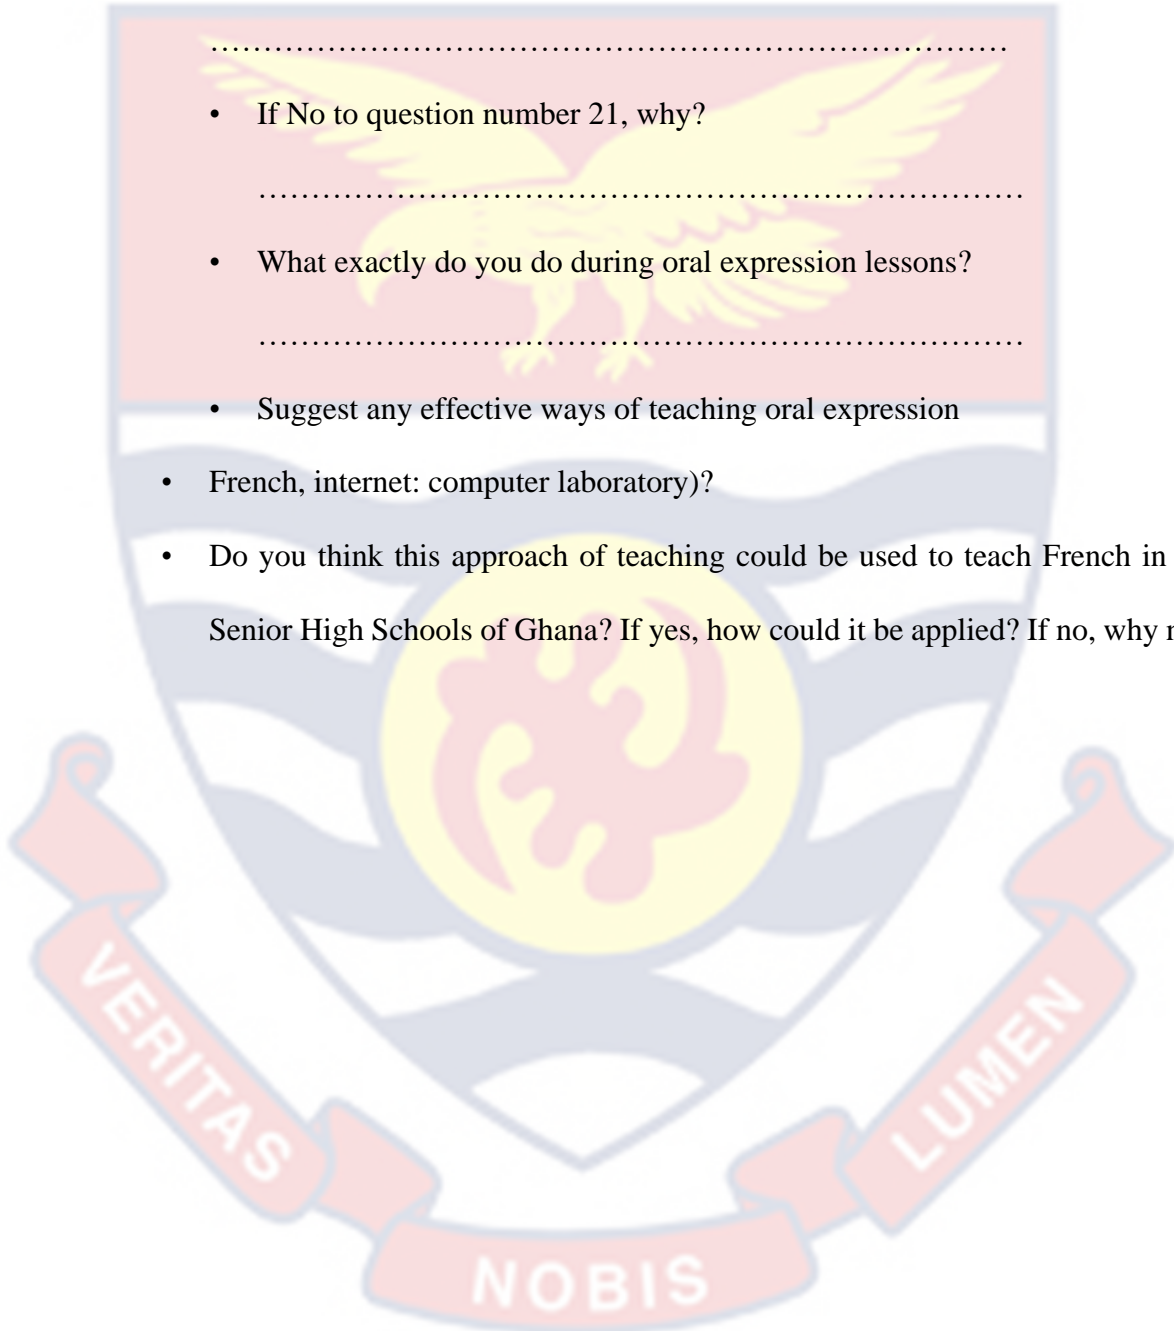 ……………………………………………………………………
• If No to question number 21, why?
…………………………………………………………………
• What exactly do you do during oral expression lessons?
…………………………………………………………………
• Suggest any effective ways of teaching oral expression
• French, internet: computer laboratory)?
• Do you think this approach of teaching could be used to teach French in
Senior High Schools of Ghana? If yes, how could it be applied? If no, why
VERITAS
NOBIS
LUMEN